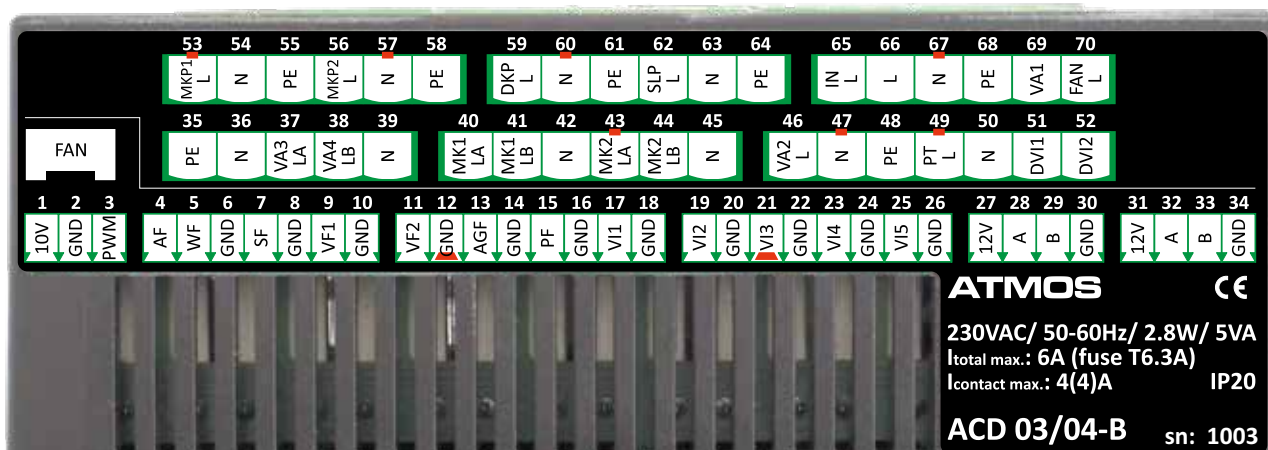 53 54 55 56 57 58 59 60 61 62 63 64 65 66 67 68 69 70
MKP1 L N PE MKP2 L N PE DKP L N PE SLP L N PE IN L L N PE VA1 FAN L
35 36 37 38 39 40 41 42 43 44 45 46 47 48 49 50 51 52
PE N VA3 LA VA4 LB N MK1 LA MK1 LB N MK2 LA MK2 LB N VA2 L N PE PT L N DVI1 DVI2
FAN
1 2 3 4 5 6 7 8 9 10 11 12 13 14 15 16 17 18 19 20 21 22 23 24 25 26 27 28 29 30 31 32 33 34
10V GND PWM AF WF GND SF GND VF1 GND VF2 GND AGF GND PF GND VI1 GND VI2 GND VI3 GND VI4 GND VI5 GND 12V A B GND 12V A B GND
ATMOS CE
230VAC/ 50-60Hz/ 2.8W/ 5VA
Itotal max.: 6A (fuse T6.3A)
Icontact max.: 4(4)A IP20
ACD 03/04-B sn: 1003